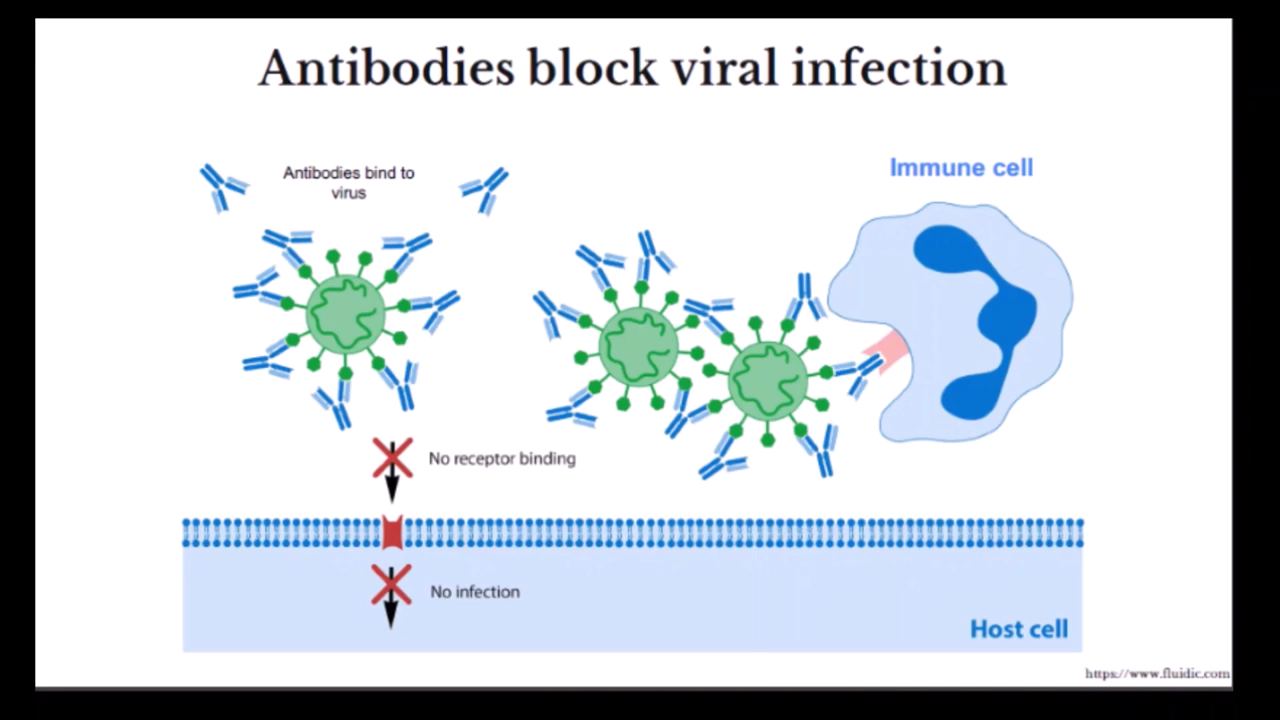 Antibodies block viral infection
Antibodies bind to
virus
Immune cell
No receptor binding
No infection
Host cell
https://www.fluidic.com